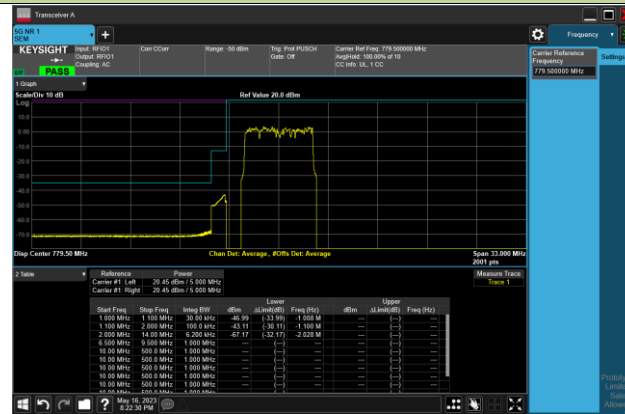 Transceiver A
5G NR 1
SEM
Frequency
KEYSIGHT
Input: RFIO1
Output: RFIO1
Coupling: AC
Corr CCorr
Range: -50 dBm
Trig: Prot PUSCH
Gate: Off
Carrier Ref Freq: 779.500000 MHz
Avg|Hold: 100.00% of 10
CC Info: UL, 1 CC
PASS
Carrier Reference
Frequency
779.500000 MHz
Settings
1 Graph
Scale/Div 10 dB
Ref Value 20.0 dBm
Log
10.0
0.00
-10.0
-20.0
-30.0
-40.0
-50.0
-60.0
-70.0
Disp Center 779.50 MHz
Chan Det: Average , #Offs Det: Average
Span 33.000 MHz
2001 pts
2 Table
Reference Power
Carrier #1: Left 20.45 dBm / 5.000 MHz
Carrier #1: Right 20.45 dBm / 5.000 MHz
Measure Trace
Trace 1
Lower Upper
Start Freq Stop Freq Integ BW dBm ΔLimit(dB) Freq (Hz) dBm ΔLimit(dB) Freq (Hz)
1.000 MHz 1.100 MHz 30.00 kHz -46.99 (-33.99) -1.008 M --- (---) ---
1.100 MHz 2.000 MHz 100.0 kHz -43.11 (-30.11) -1.100 M --- (---) ---
2.000 MHz 14.00 MHz 6.200 kHz -67.17 (-32.17) -2.028 M --- (---) ---
6.500 MHz 9.500 MHz 1.000 MHz --- (---) --- --- (---) ---
10.00 MHz 500.0 MHz 1.000 MHz --- (---) --- --- (---) ---
10.00 MHz 500.0 MHz 1.000 MHz --- (---) --- --- (---) ---
10.00 MHz 500.0 MHz 1.000 MHz --- (---) --- --- (---) ---
10.00 MHz 500.0 MHz 1.000 MHz --- (---) --- --- (---) ---
10.00 MHz 500.0 MHz 1.000 MHz --- (---) --- --- (---) ---
May 16, 2023
8:22:30 PM